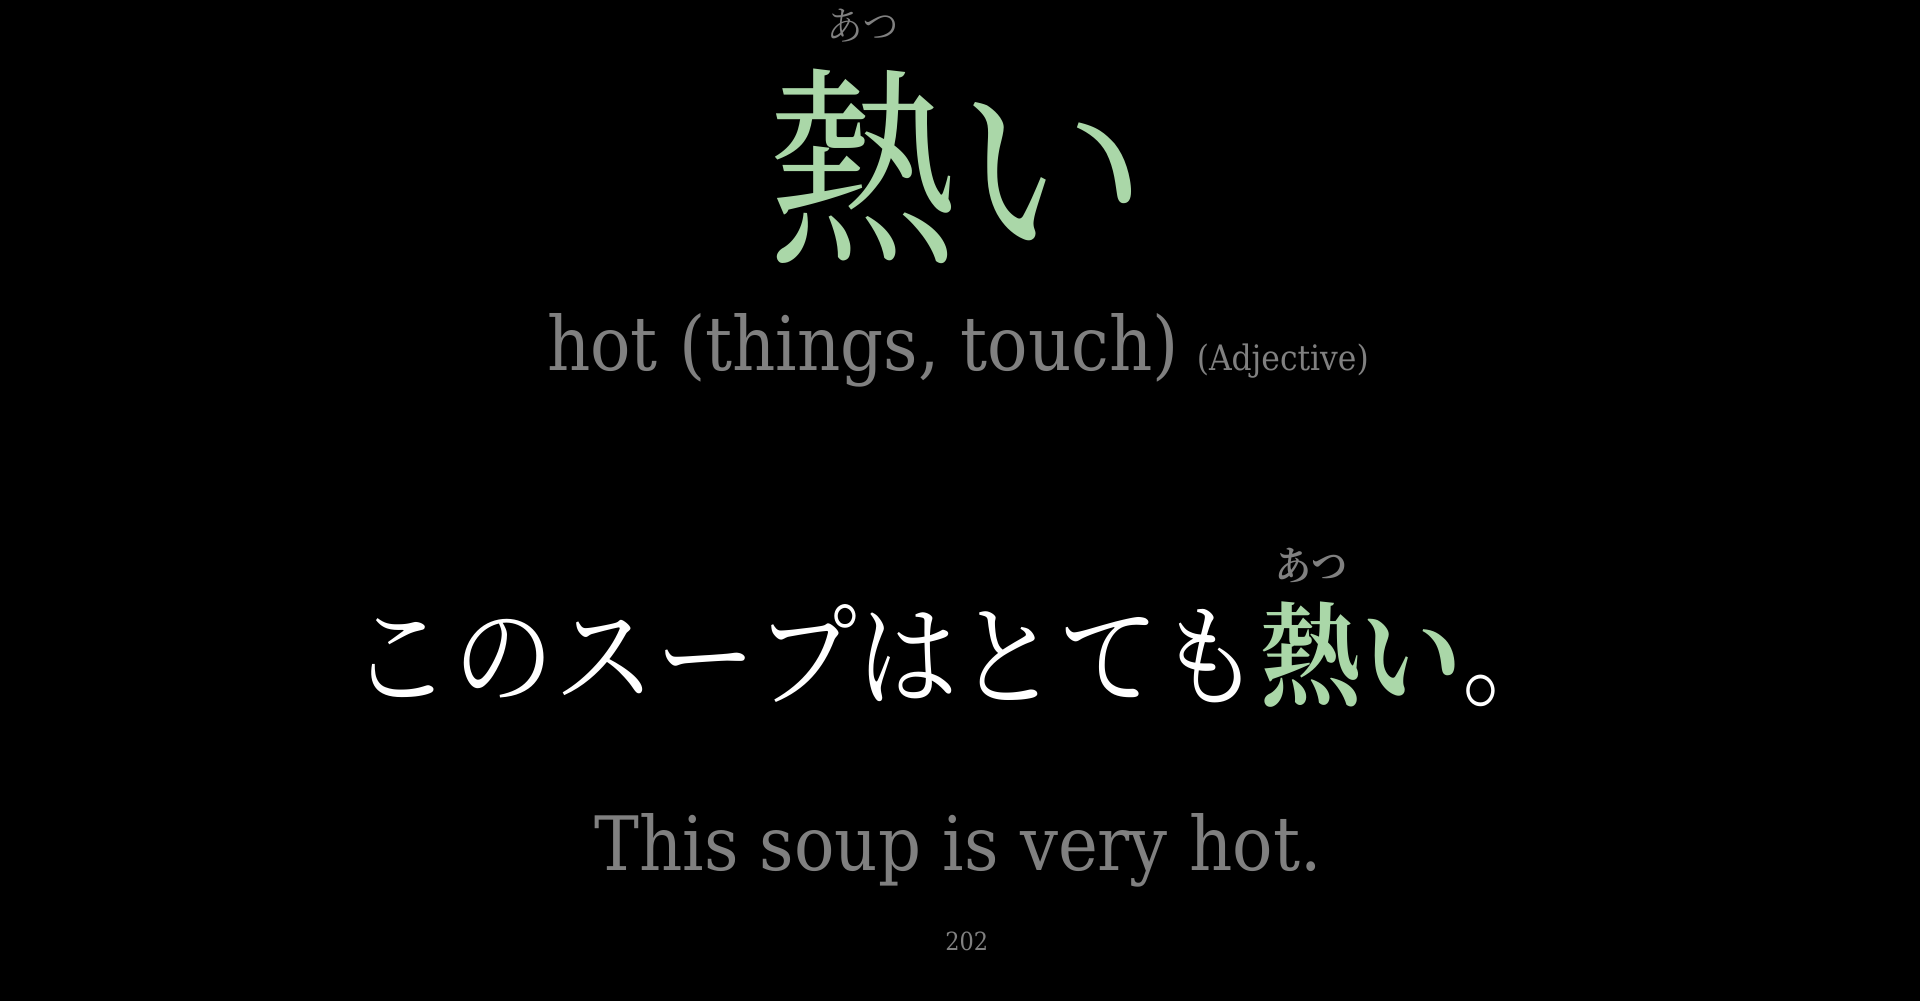 あつ
熱い
hot (things, touch) (Adjective)
あつ
このスープはとても熱い。
This soup is very hot.
202